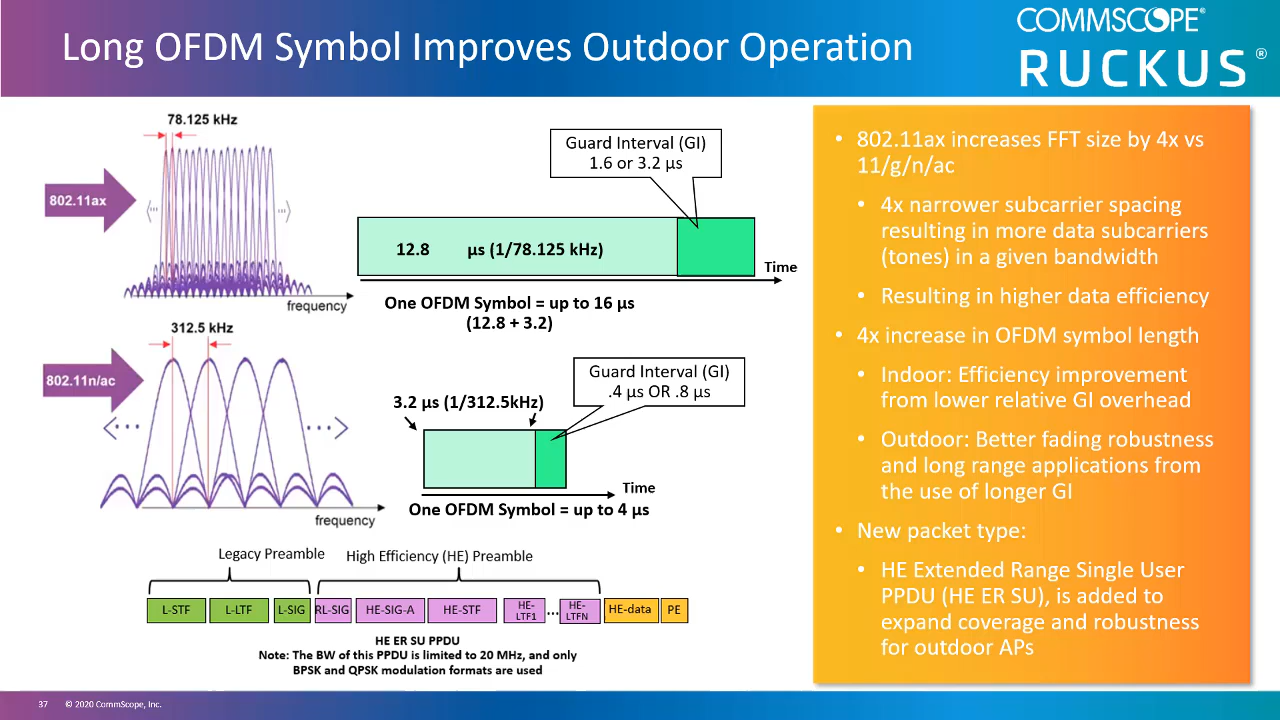 Long OFDM Symbol Improves Outdoor Operation
COMMSCOPE®
RUCKUS®
78.125 kHz
802.11ax
frequency
312.5 kHz
802.11n/ac
frequency
Guard Interval (GI)
1.6 or 3.2 µs
12.8 µs (1/78.125 kHz)
Time
One OFDM Symbol = up to 16 µs
(12.8 + 3.2)
Guard Interval (GI)
.4 µs OR .8 µs
3.2 µs (1/312.5kHz)
Time
One OFDM Symbol = up to 4 µs
Legacy Preamble
High Efficiency (HE) Preamble
L-STF
L-LTF
L-SIG
RL-SIG
HE-SIG-A
HE-STF
HE-
LTF1
...
HE-
LTFN
HE-data
PE
HE ER SU PPDU
Note: The BW of this PPDU is limited to 20 MHz, and only
BPSK and QPSK modulation formats are used
• 802.11ax increases FFT size by 4x vs
11/g/n/ac
• 4x narrower subcarrier spacing
resulting in more data subcarriers
(tones) in a given bandwidth
• Resulting in higher data efficiency
• 4x increase in OFDM symbol length
• Indoor: Efficiency improvement
from lower relative GI overhead
• Outdoor: Better fading robustness
and long range applications from
the use of longer GI
• New packet type:
• HE Extended Range Single User
PPDU (HE ER SU), is added to
expand coverage and robustness
for outdoor APs
37 © 2020 CommScope, Inc.